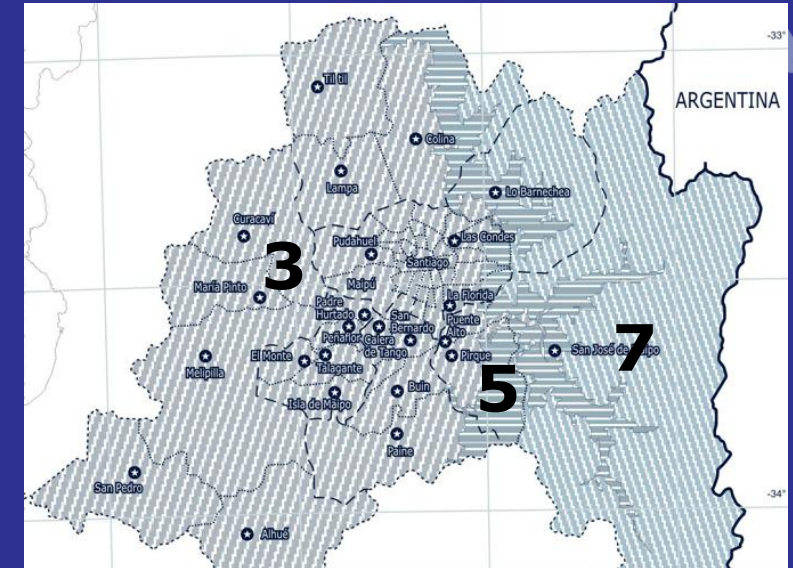 -33°
Til til
ARGENTINA
Colina
Lampa
Lo Barnechea
Curacaví
Pudahuel
Las Condes
Santiago
3
María Pinto
Maipú
La Florida
Padre
Hurtado
San
Bernardo
Puente
Alto
Peñaflor
Calera
de Tango
El Monte
Talagante
Pirque
San José de Maipo
7
Melipilla
5
Isla de Maipo
Buin
Paine
San Pedro
-34°
Alhué